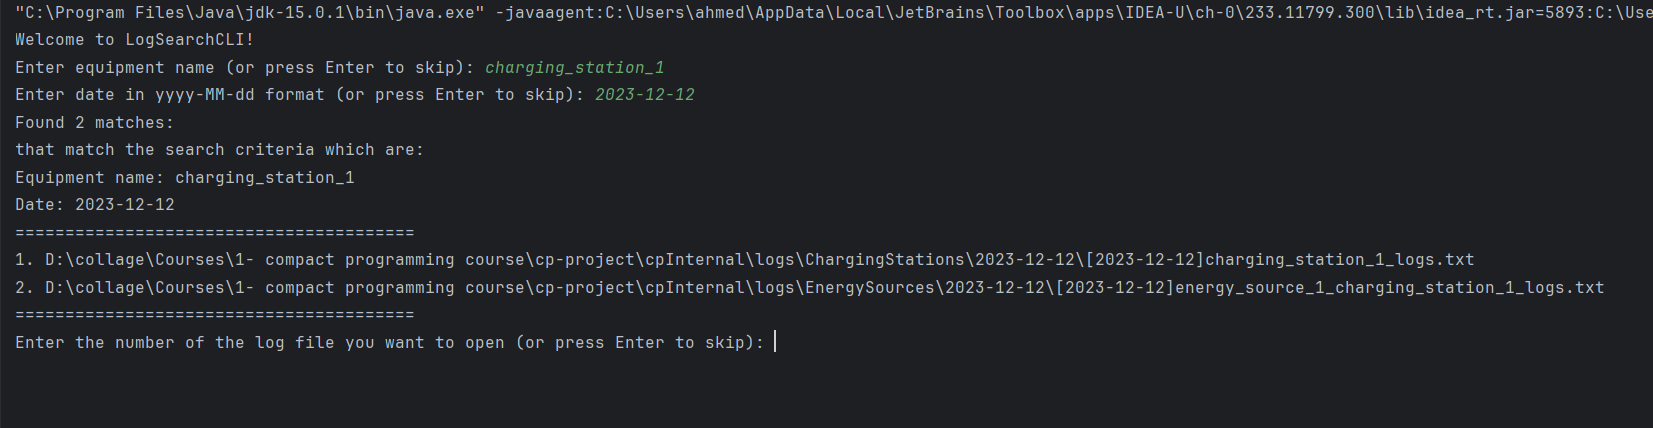 "C:\Program Files\Java\jdk-15.0.1\bin\java.exe" -javaagent:C:\Users\ahmed\AppData\Local\JetBrains\Toolbox\apps\IDEA-U\ch-0\233.11799.300\lib\idea_rt.jar=5893:C:\Use
Welcome to LogSearchCLI!
Enter equipment name (or press Enter to skip): charging_station_1
Enter date in yyyy-MM-dd format (or press Enter to skip): 2023-12-12
Found 2 matches:
that match the search criteria which are:
Equipment name: charging_station_1
Date: 2023-12-12
========================================
1. D:\collage\Courses\1- compact programming course\cp-project\cpInternal\logs\ChargingStations\2023-12-12\[2023-12-12]charging_station_1_logs.txt
2. D:\collage\Courses\1- compact programming course\cp-project\cpInternal\logs\EnergySources\2023-12-12\[2023-12-12]energy_source_1_charging_station_1_logs.txt
========================================
Enter the number of the log file you want to open (or press Enter to skip):